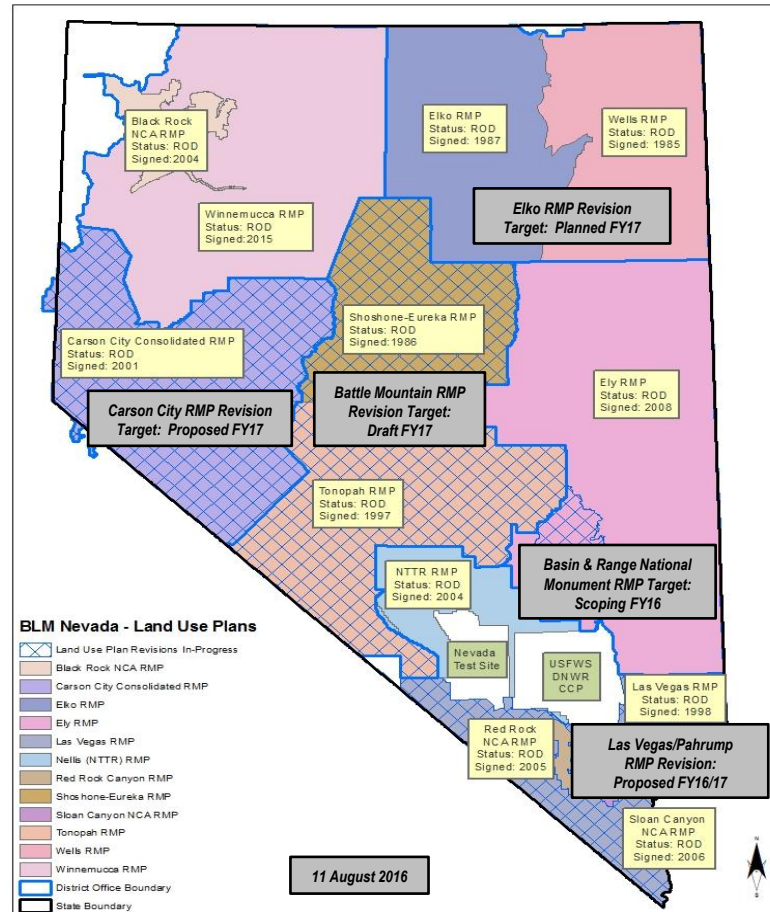 Black Rock
NCA RMP
Status: ROD
Signed:2004
Elko RMP
Status: ROD
Signed: 1987
Wells RMP
Status: ROD
Signed: 1985
Winnemucca RMP
Status: ROD
Signed:2015
Elko RMP Revision
Target: Planned FY17
Carson City Consolidated RMP
Status: ROD
Signed: 2001
Shoshone-Eureka RMP
Status: ROD
Signed:1986
Carson City RMP Revision
Target: Proposed FY17
Battle Mountain RMP
Revision Target:
Draft FY17
Ely RMP
Status: ROD
Signed: 2008
Tonopah RMP
Status: ROD
Signed: 1997
NTTR RMP
Status: ROD
Signed: 2004
Basin & Range National
Monument RMP Target:
Scoping FY16
Nevada
Test Site
USFWS
DNWR
CCP
Las Vegas RMP
Status: ROD
Signed: 1998
Red Rock
NCA RMP
Status: ROD
Signed: 2005
Las Vegas/Pahrump
RMP Revision:
Proposed FY16/17
Sloan Canyon
NCA RMP
Status: ROD
Signed: 2006
BLM Nevada - Land Use Plans
Land Use Plan Revisions In-Progress
Black Rock NCA RMP
Carson City Consolidated RMP
Elko RMP
Ely RMP
Las Vegas RMP
Nellis (NTTR) RMP
Red Rock Canyon RMP
Shoshone-Eureka RMP
Sloan Canyon NCA RMP
Tonopah RMP
Wells RMP
Winnemucca RMP
District Office Boundary
State Boundary
11 August 2016
N